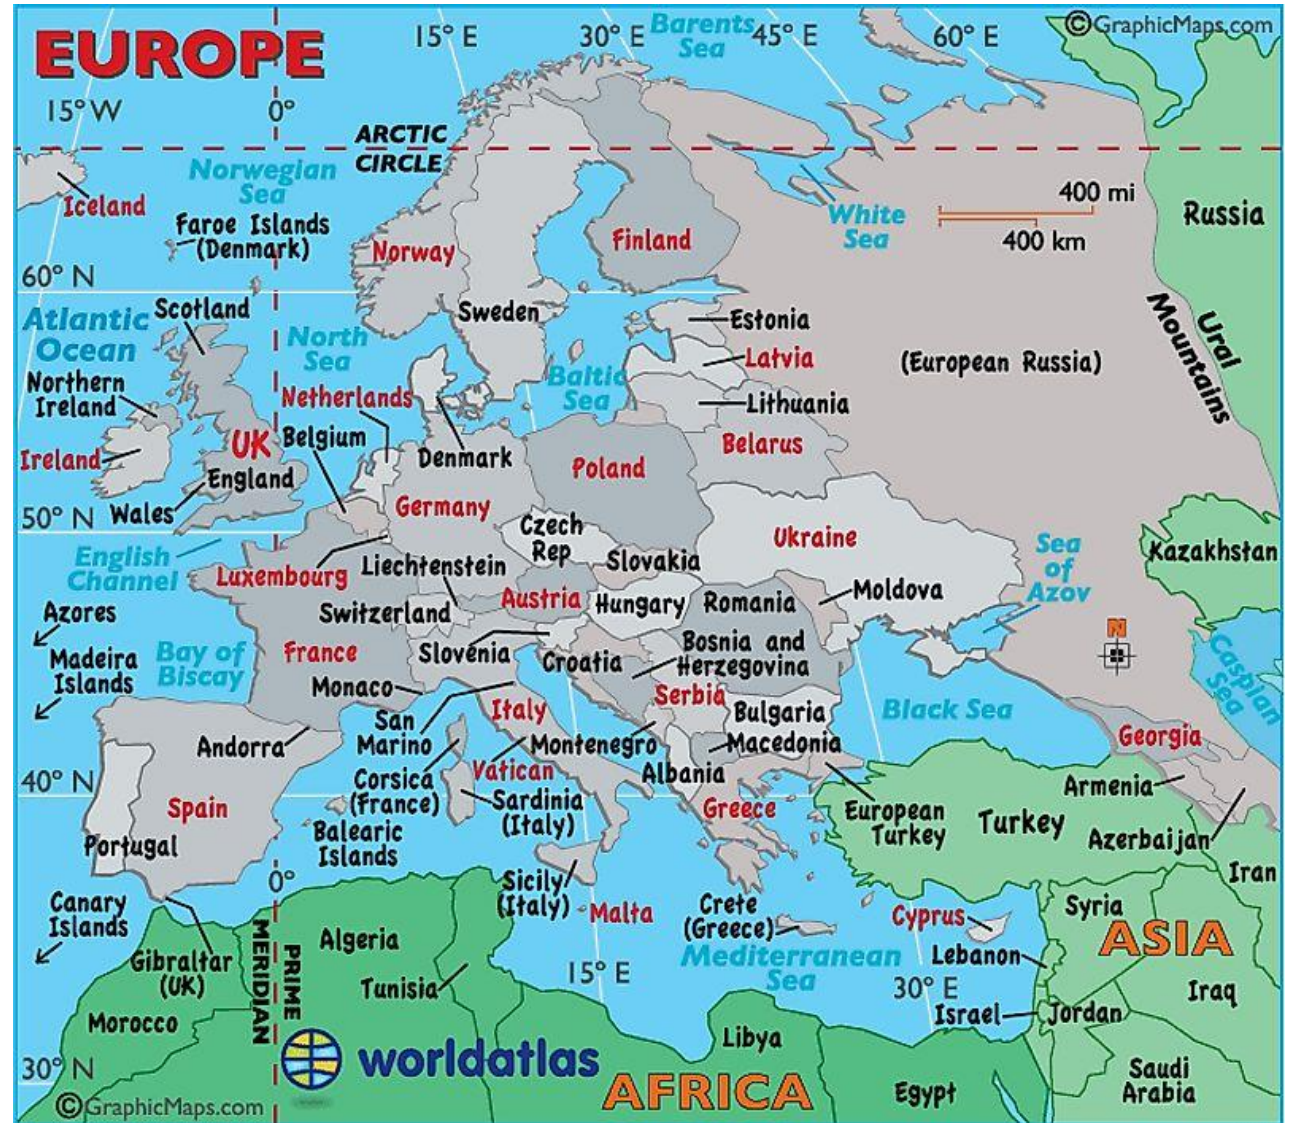 EUROPE
15° W
0°
15° E
30° E
Barents
Sea
45° E
60° E
©GraphicMaps.com
ARCTIC
CIRCLE
Norwegian
Sea
Iceland
Faroe Islands
(Denmark)
Norway
Finland
White
Sea
400 mi
400 km
Russia
60° N
Scotland
Atlantic
Ocean
North
Sea
Sweden
Estonia
Latvia
Lithuania
(European Russia)
Ural
Mountains
Northern
Ireland
Netherlands
Baltic
Sea
UK
Belgium
Denmark
Belarus
Poland
Ireland
England
Wales
Germany
50° N
English
Channel
Czech
Rep
Ukraine
Slovakia
Sea
of
Azov
Kazakhstan
Luxembourg
Liechtenstein
Switzerland
Austria
Hungary
Romania
Moldova
N
Azores
Madeira
Islands
Bay of
Biscay
France
Slovenia
Croatia
Bosnia and
Herzegovina
Caspian
Sea
Monaco
San
Marino
Italy
Serbia
Bulgaria
Black Sea
Georgia
Andorra
Montenegro
Macedonia
Corsica
(France)
Vatican
Albania
Armenia
40° N
Spain
Sardinia
(Italy)
Greece
European
Turkey
Turkey
Azerbaijan
Portugal
Balearic
Islands
Iran
0°
Sicily
(Italy)
Malta
Crete
(Greece)
Cyprus
Syria
ASIA
Canary
Islands
PRIME
MERIDIAN
Algeria
Mediterranean
Sea
Lebanon
Gibraltar
(UK)
Tunisia
15° E
30° E
Israel
Jordan
Iraq
Morocco
Libya
30° N
worldatlas
AFRICA
Egypt
Saudi
Arabia
©GraphicMaps.com